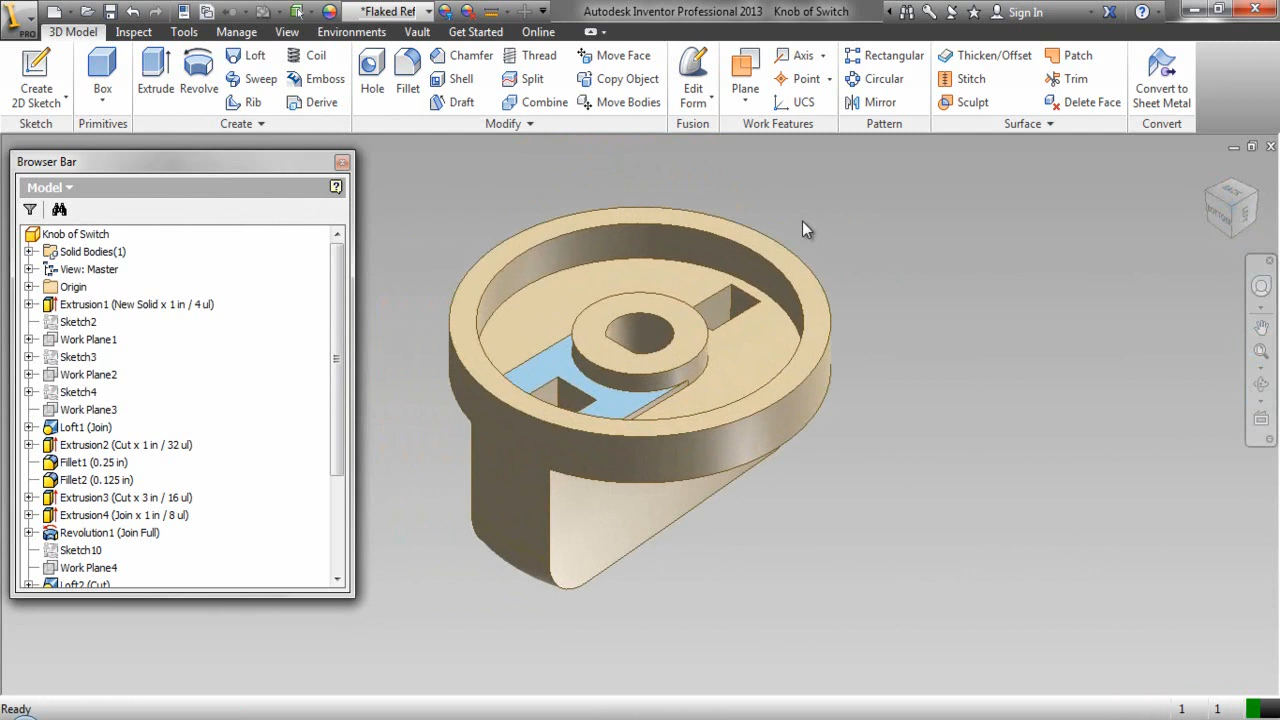 PRO
*Flaked Ref
Autodesk Inventor Professional 2013 Knob of Switch
Sign In
3D Model Inspect Tools Manage View Environments Vault Get Started Online
Create
2D Sketch
Box
Extrude
Revolve
Loft
Sweep
Rib
Coil
Emboss
Derive
Hole
Fillet
Chamfer
Shell
Draft
Thread
Split
Combine
Move Face
Copy Object
Move Bodies
Edit
Form
Plane
Axis
Point
UCS
Rectangular
Circular
Mirror
Thicken/Offset
Stitch
Sculpt
Patch
Trim
Delete Face
Convert to
Sheet Metal
Sketch Primitives Create Modify Fusion Work Features Pattern Surface Convert
Browser Bar
Model
Knob of Switch
Solid Bodies(1)
View: Master
Origin
Extrusion1 (New Solid x 1 in / 4 ul)
Sketch2
Work Plane1
Sketch3
Work Plane2
Sketch4
Work Plane3
Loft1 (Join)
Extrusion2 (Cut x 1 in / 32 ul)
Fillet1 (0.25 in)
Fillet2 (0.125 in)
Extrusion3 (Cut x 3 in / 16 ul)
Extrusion4 (Join x 1 in / 8 ul)
Revolution1 (Join Full)
Sketch10
Work Plane4
Loft2 (Cut)
BACK
BOTTOM
Ready
1 1